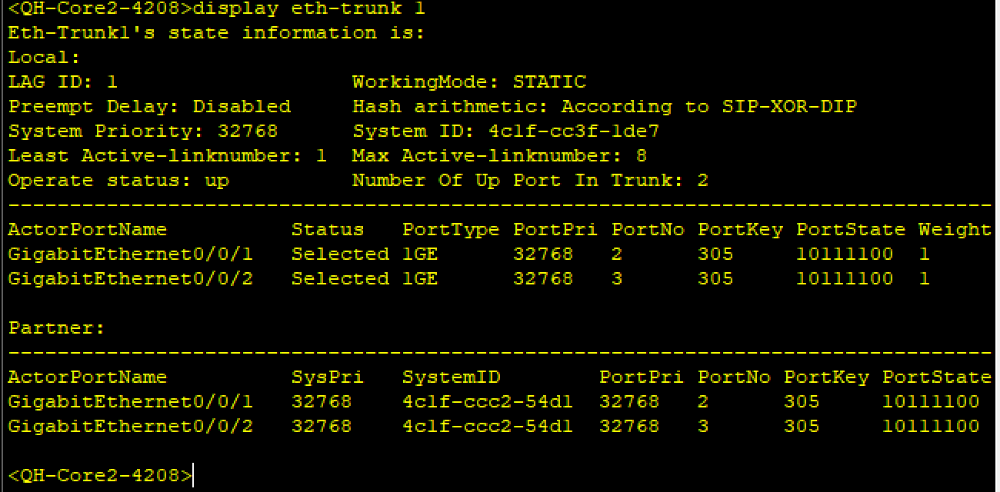 <QH-Core2-4208>display eth-trunk 1
Eth-Trunk1's state information is:
Local:
LAG ID: 1                   WorkingMode: STATIC
Preempt Delay: Disabled     Hash arithmetic: According to SIP-XOR-DIP
System Priority: 32768      System ID: 4c1f-cc3f-1de7
Least Active-linknumber: 1  Max Active-linknumber: 8
Operate status: up          Number Of Up Port In Trunk: 2
--------------------------------------------------------------------------------
ActorPortName          Status   PortType PortPri PortNo PortKey PortState Weight
GigabitEthernet0/0/1   Selected 1GE      32768   2      305     10111100  1
GigabitEthernet0/0/2   Selected 1GE      32768   3      305     10111100  1

Partner:
--------------------------------------------------------------------------------
ActorPortName          SysPri   SystemID        PortPri PortNo PortKey PortState
GigabitEthernet0/0/1   32768    4c1f-ccc2-54d1  32768   2      305     10111100
GigabitEthernet0/0/2   32768    4c1f-ccc2-54d1  32768   3      305     10111100

<QH-Core2-4208>